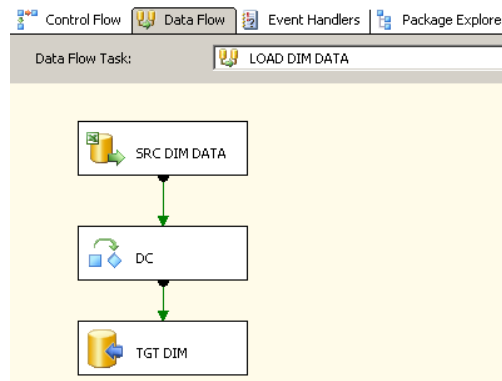 Control Flow Data Flow Event Handlers Package Explore
Data Flow Task: LOAD DIM DATA
SRC DIM DATA
DC
TGT DIM